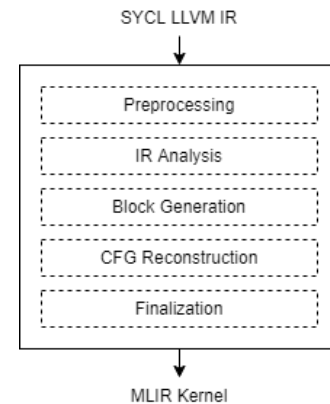 SYCL LLVM IR
Preprocessing
IR Analysis
Block Generation
CFG Reconstruction
Finalization
MLIR Kernel